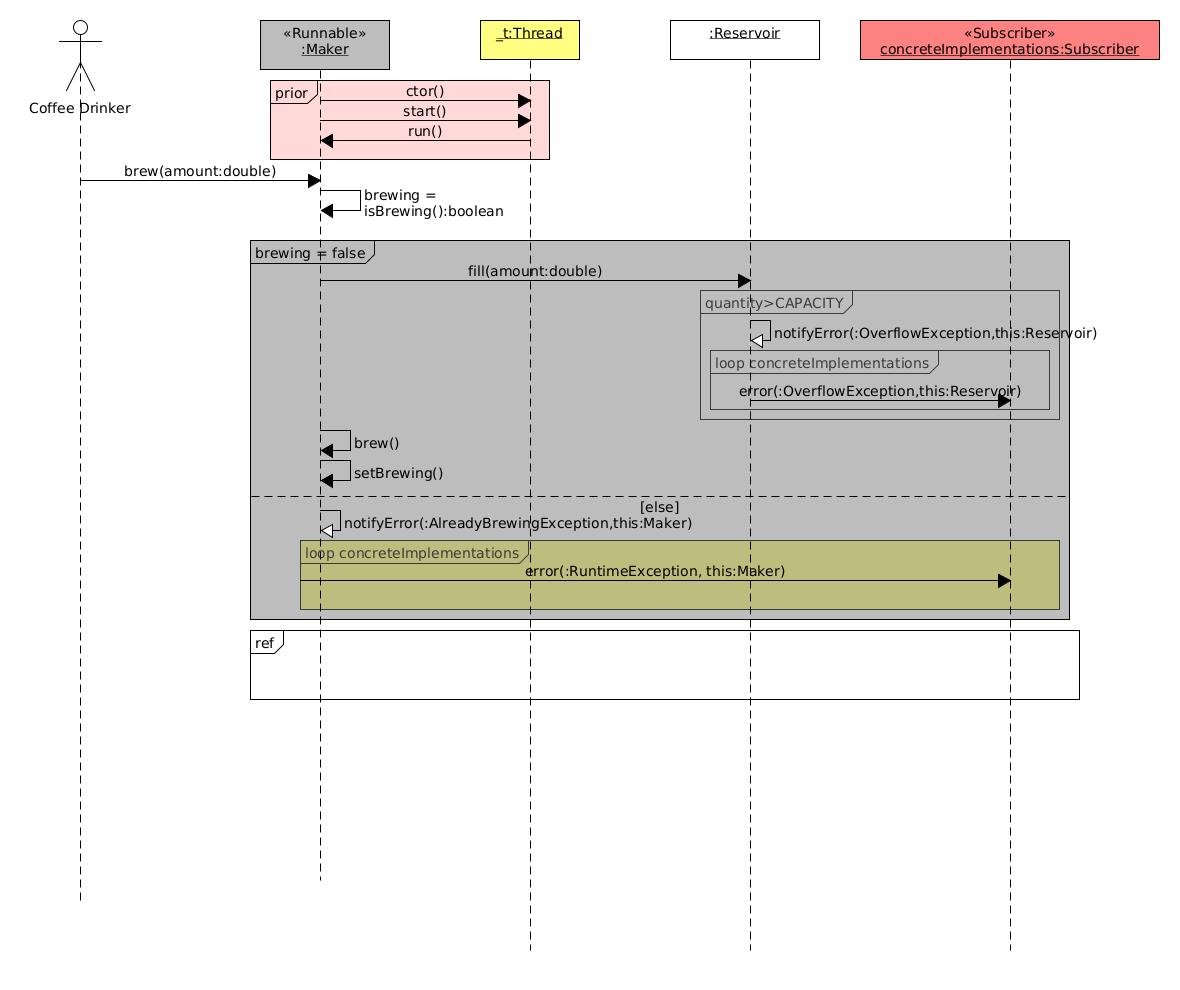 «Runnable»
:Maker
_t:Thread
:Reservoir
«Subscriber»
concreteImplementations:Subscriber
Coffee Drinker
prior
ctor()
start()
run()
brew(amount:double)
brewing =
isBrewing():boolean
brewing = false
fill(amount:double)
quantity>CAPACITY
notifyError(:OverflowException,this:Reservoir)
loop concreteImplementations
error(:OverflowException,this:Reservoir)
brew()
setBrewing()
[else]
notifyError(:AlreadyBrewingException,this:Maker)
loop concreteImplementations
error(:RuntimeException, this:Maker)
ref